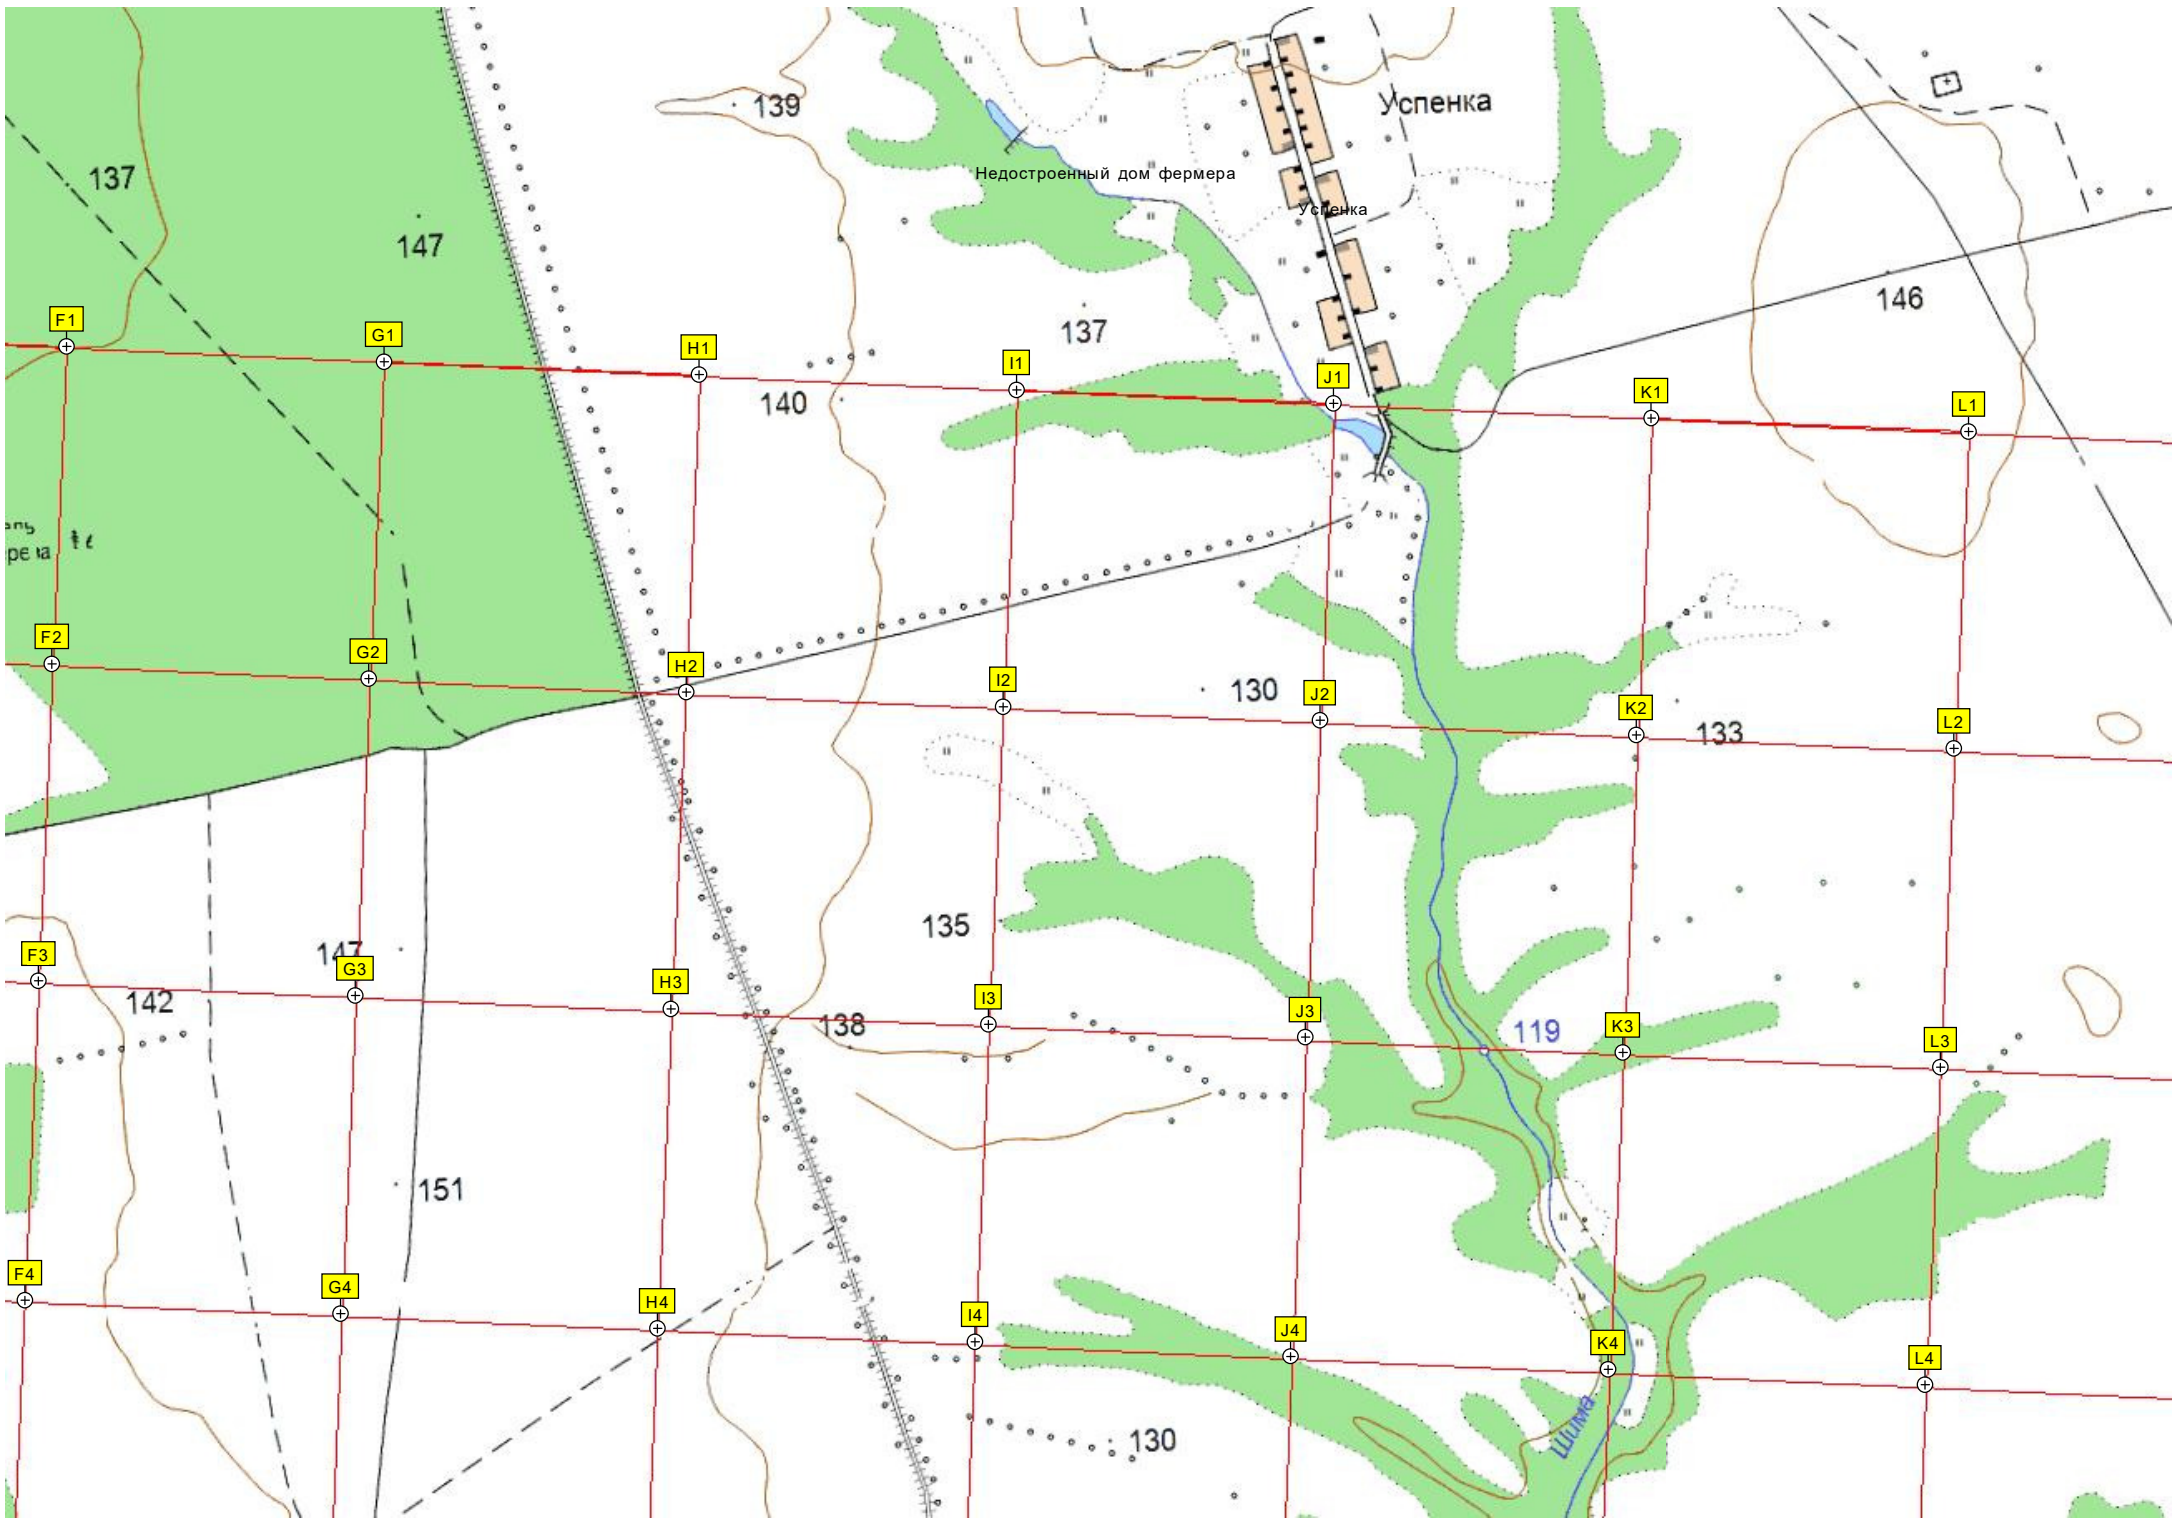 139
Успенка
137
Недостроенный дом фермера
147
Успенка
146
F1
G1
137
H1
I1
J1
K1
L1
140
F2
G2
H2
I2
J2
K2
L2
130
133
135
147
F3
G3
142
H3
I3
138
J3
K3
119
L3
151
F4
G4
H4
I4
J4
K4
L4
Шима
130